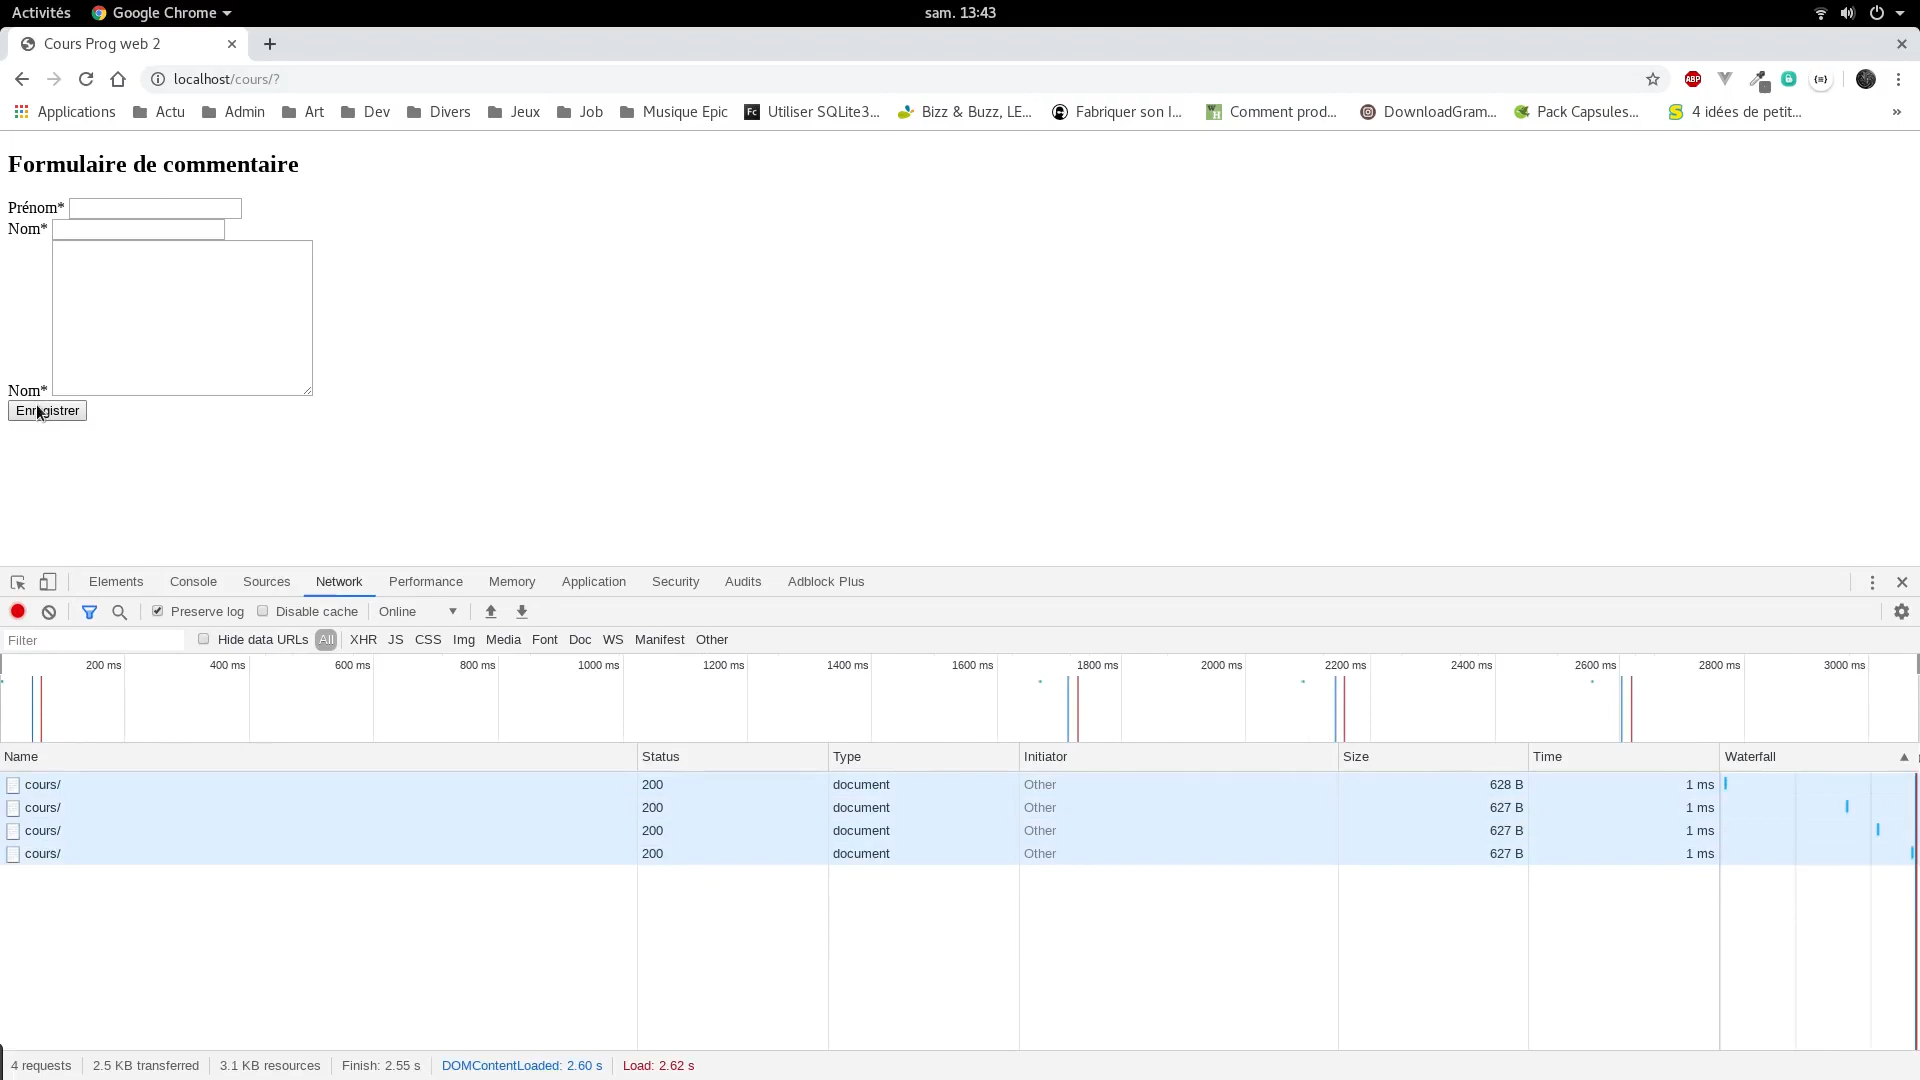 Activités Google Chrome sam. 13:43
Cours Prog web 2
localhost/cours/?
ABP
Applications Actu Admin Art Dev Divers Jeux Job Musique Epic Fc Utiliser SQLite3... Bizz & Buzz, LE... Fabriquer son I... Comment prod... DownloadGram... Pack Capsules... 4 idées de petit... »
Formulaire de commentaire
Prénom*
Nom*
Nom*
Enregistrer
Elements Console Sources Network Performance Memory Application Security Audits Adblock Plus
Preserve log Disable cache Online
Filter Hide data URLs All XHR JS CSS Img Media Font Doc WS Manifest Other
200 ms 400 ms 600 ms 800 ms 1000 ms 1200 ms 1400 ms 1600 ms 1800 ms 2000 ms 2200 ms 2400 ms 2600 ms 2800 ms 3000 ms
Name Status Type Initiator Size Time Waterfall
cours/ 200 document Other 628 B 1 ms
cours/ 200 document Other 627 B 1 ms
cours/ 200 document Other 627 B 1 ms
cours/ 200 document Other 627 B 1 ms
4 requests 2.5 KB transferred 3.1 KB resources Finish: 2.55 s DOMContentLoaded: 2.60 s Load: 2.62 s